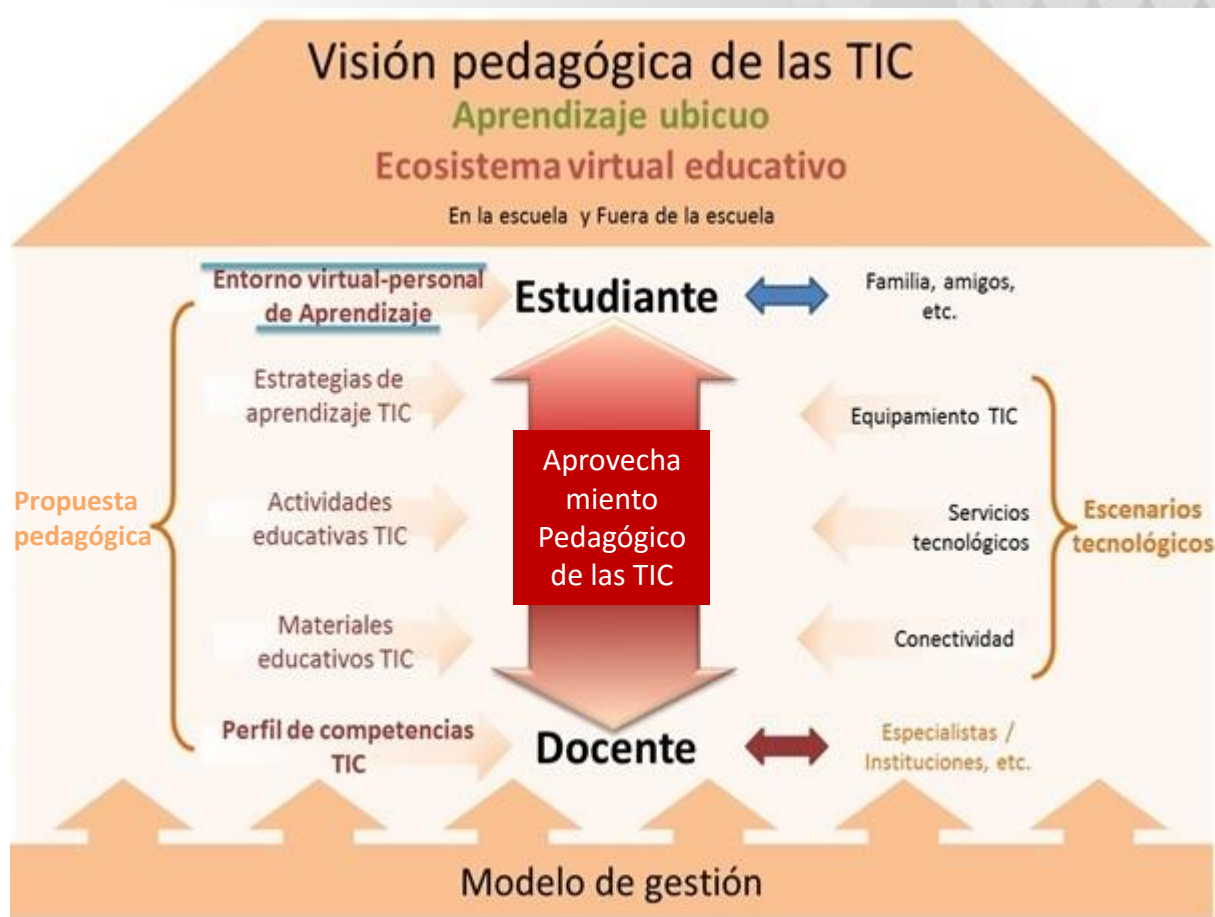 Visión pedagógica de las TIC
Aprendizaje ubicuo
Ecosistema virtual educativo
En la escuela y Fuera de la escuela
Entorno virtual-personal
de Aprendizaje
Estudiante
Familia, amigos,
etc.
Estrategias de
aprendizaje TIC
Equipamiento TIC
Aprovecha
miento
Pedagógico
de las TIC
Propuesta
pedagógica
Actividades
educativas TIC
Servicios
tecnológicos
Escenarios
tecnológicos
Materiales
educativos TIC
Conectividad
Perfil de competencias
TIC
Docente
Especialistas /
Instituciones, etc.
Modelo de gestión